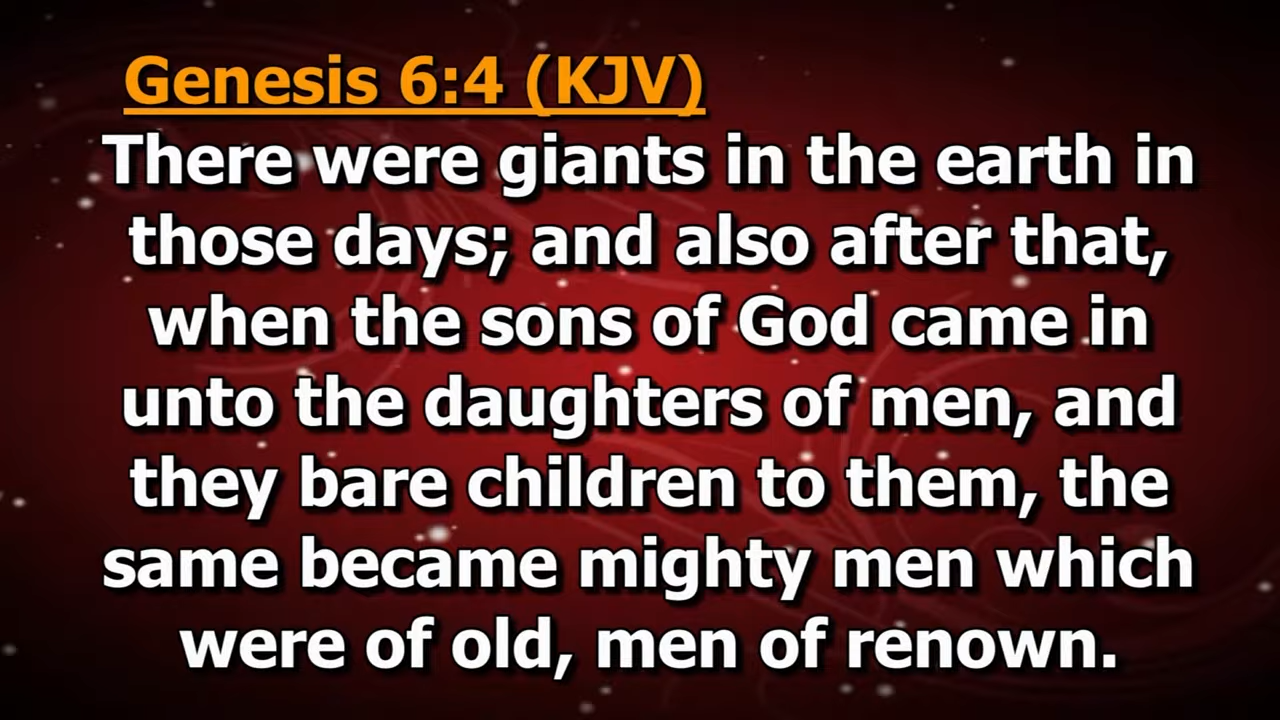 Genesis 6:4 (KJV)
There were giants in the earth in
those days; and also after that,
when the sons of God came in
unto the daughters of men, and
they bare children to them, the
same became mighty men which
were of old, men of renown.